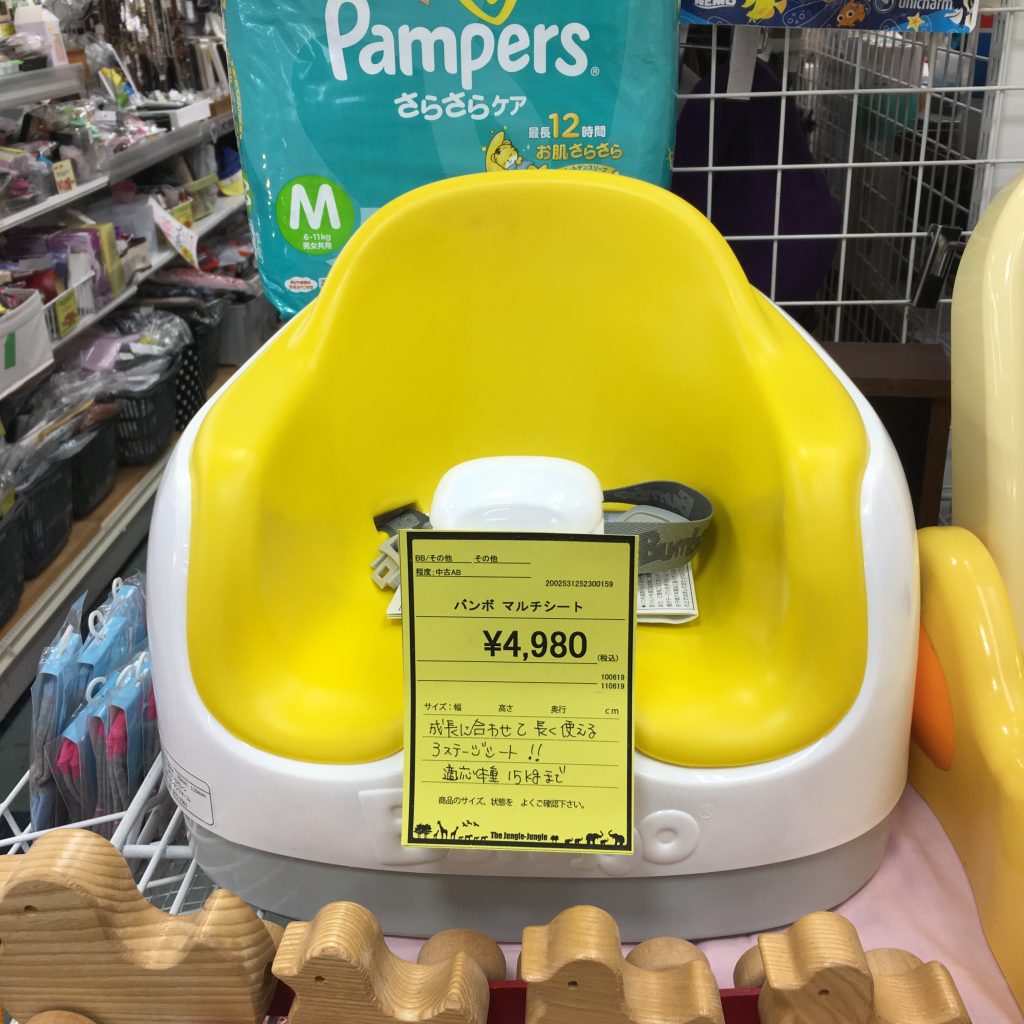 Pampers
さらさらケア
最長12時間
お肌さらさら
M
6-11kg
男女共用
NEMO
unicharm
Bumb
BB/その他 その他
程度:中古AB
2002531252300159
バンボ マルチシート
¥4,980
(税込)
100619
110619
サイズ:幅 高さ 奥行 cm
成長に合わせて長く使える
3ステージシート!!
適応体重 15kgまで
商品のサイズ、状態を よくご確認下さい。
The Jungle-Jungle